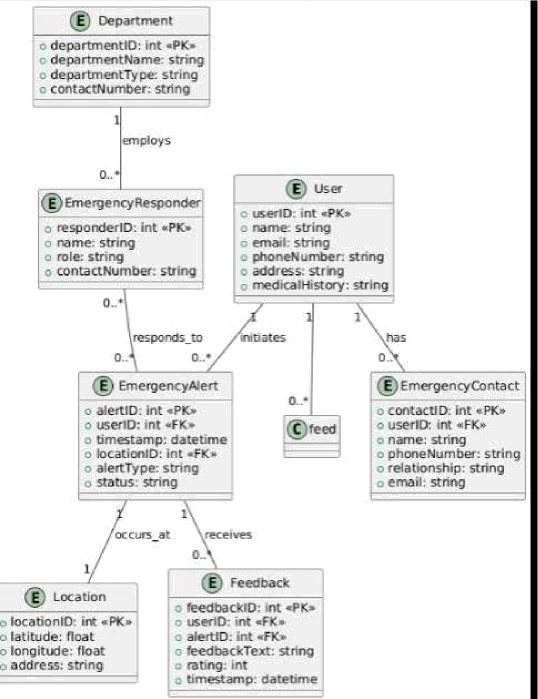 E Department
departmentID: int «PK»
departmentName: string
departmentType: string
contactNumber: string
1
employs
0..*
E EmergencyResponder
responderID: int «PK»
name: string
role: string
contactNumber: string
E User
userID: int «PK»
name: string
email: string
phoneNumber: string
address: string
medicalHistory: string
0..*
responds_to
0..*
1
initiates
0..*
1
0..*
1
has
0..*
E EmergencyAlert
alertID: int «PK»
userID: int «FK»
timestamp: datetime
locationID: int «FK»
alertType: string
status: string
C feed
E EmergencyContact
contactID: int «PK»
userID: int «FK»
name: string
phoneNumber: string
relationship: string
email: string
1
occurs_at
1
1
receives
0..*
E Location
locationID: int «PK»
latitude: float
longitude: float
address: string
E Feedback
feedbackID: int «PK»
userID: int «FK»
alertID: int «FK»
feedbackText: string
rating: int
timestamp: datetime